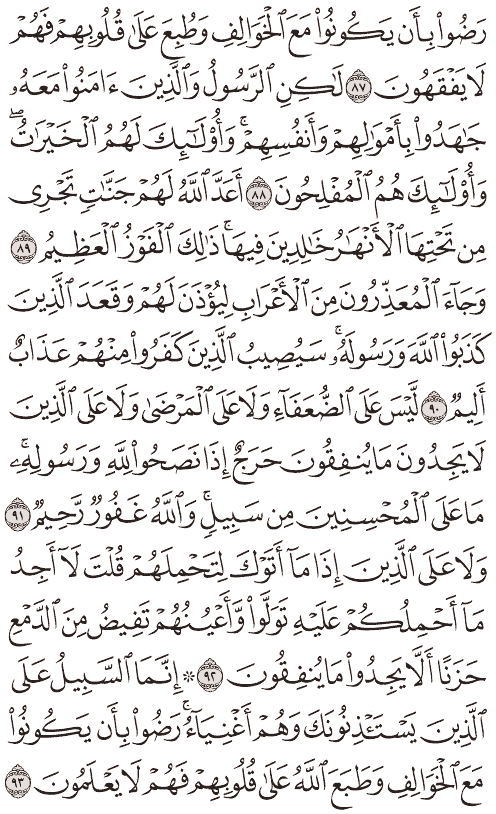 رَضُوا۟ بِأَن يَكُونُوا۟ مَعَ ٱلْخَوَالِفِ وَطُبِعَ عَلَىٰ قُلُوبِهِمْ فَهُمْ
لَا يَفْقَهُونَ ٨٧ لَٰكِنِ ٱلرَّسُولُ وَٱلَّذِينَ ءَامَنُوا۟ مَعَهُۥ
جَٰهَدُوا۟ بِأَمْوَٰلِهِمْ وَأَنفُسِهِمْ ۚ وَأُو۟لَٰٓئِكَ لَهُمُ ٱلْخَيْرَٰتُ ۖ
وَأُو۟لَٰٓئِكَ هُمُ ٱلْمُفْلِحُونَ ٨٨ أَعَدَّ ٱللَّهُ لَهُمْ جَنَّٰتٍ تَجْرِى
مِن تَحْتِهَا ٱلْأَنْهَٰرُ خَٰلِدِينَ فِيهَا ۚ ذَٰلِكَ ٱلْفَوْزُ ٱلْعَظِيمُ ٨٩
وَجَآءَ ٱلْمُعَذِّرُونَ مِنَ ٱلْأَعْرَابِ لِيُؤْذَنَ لَهُمْ وَقَعَدَ ٱلَّذِينَ
كَذَبُوا۟ ٱللَّهَ وَرَسُولَهُۥ ۚ سَيُصِيبُ ٱلَّذِينَ كَفَرُوا۟ مِنْهُمْ عَذَابٌ
أَلِيمٌ ٩٠ لَّيْسَ عَلَى ٱلضُّعَفَآءِ وَلَا عَلَى ٱلْمَرْضَىٰ وَلَا عَلَى ٱلَّذِينَ
لَا يَجِدُونَ مَا يُنفِقُونَ حَرَجٌ إِذَا نَصَحُوا۟ لِلَّهِ وَرَسُولِهِۦ ۚ
مَا عَلَى ٱلْمُحْسِنِينَ مِن سَبِيلٍ ۚ وَٱللَّهُ غَفُورٌ رَّحِيمٌ ٩١
وَلَا عَلَى ٱلَّذِينَ إِذَا مَآ أَتَوْكَ لِتَحْمِلَهُمْ قُلْتَ لَآ أَجِدُ
مَآ أَحْمِلُكُمْ عَلَيْهِ تَوَلَّوا۟ وَّأَعْيُنُهُمْ تَفِيضُ مِنَ ٱلدَّمْعِ
حَزَنًا أَلَّا يَجِدُوا۟ مَا يُنفِقُونَ ٩٢ ۞ إِنَّمَا ٱلسَّبِيلُ عَلَى
ٱلَّذِينَ يَسْتَـْٔذِنُونَكَ وَهُمْ أَغْنِيَآءُ ۚ رَضُوا۟ بِأَن يَكُونُوا۟
مَعَ ٱلْخَوَالِفِ وَطَبَعَ ٱللَّهُ عَلَىٰ قُلُوبِهِمْ فَهُمْ لَا يَعْلَمُونَ ٩٣